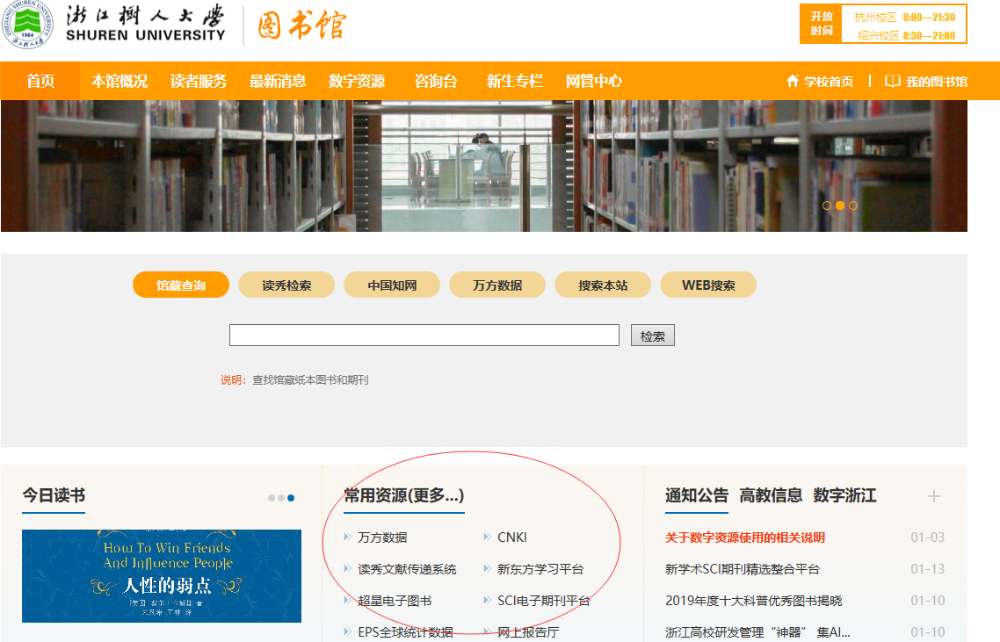 浙江树人大学
SHUREN UNIVERSITY
1984
图书馆
开放时间
杭州校区 8:00—21:30
绍兴校区 8:30—21:00
首页 本馆概况 读者服务 最新消息 数字资源 咨询台 新生专栏 网管中心 学校首页 | 我的图书馆
馆藏查询 读秀检索 中国知网 万方数据 搜索本站 WEB搜索
检索
说明：查找馆藏纸本图书和期刊
今日读书
How To Win Friends
And Influence People
人性的弱点
常用资源(更多...)
万方数据 CNKI
读秀文献传递系统 新东方学习平台
超星电子图书 SCI电子期刊平台
EPS全球统计数据 网上报告厅
通知公告 高教信息 数字浙江 +
关于数字资源使用的相关说明 01-03
新学术SCI期刊精选整合平台 01-13
2019年度十大科普优秀图书揭晓 01-10
浙江高校研发管理“神器” 集AI... 01-10